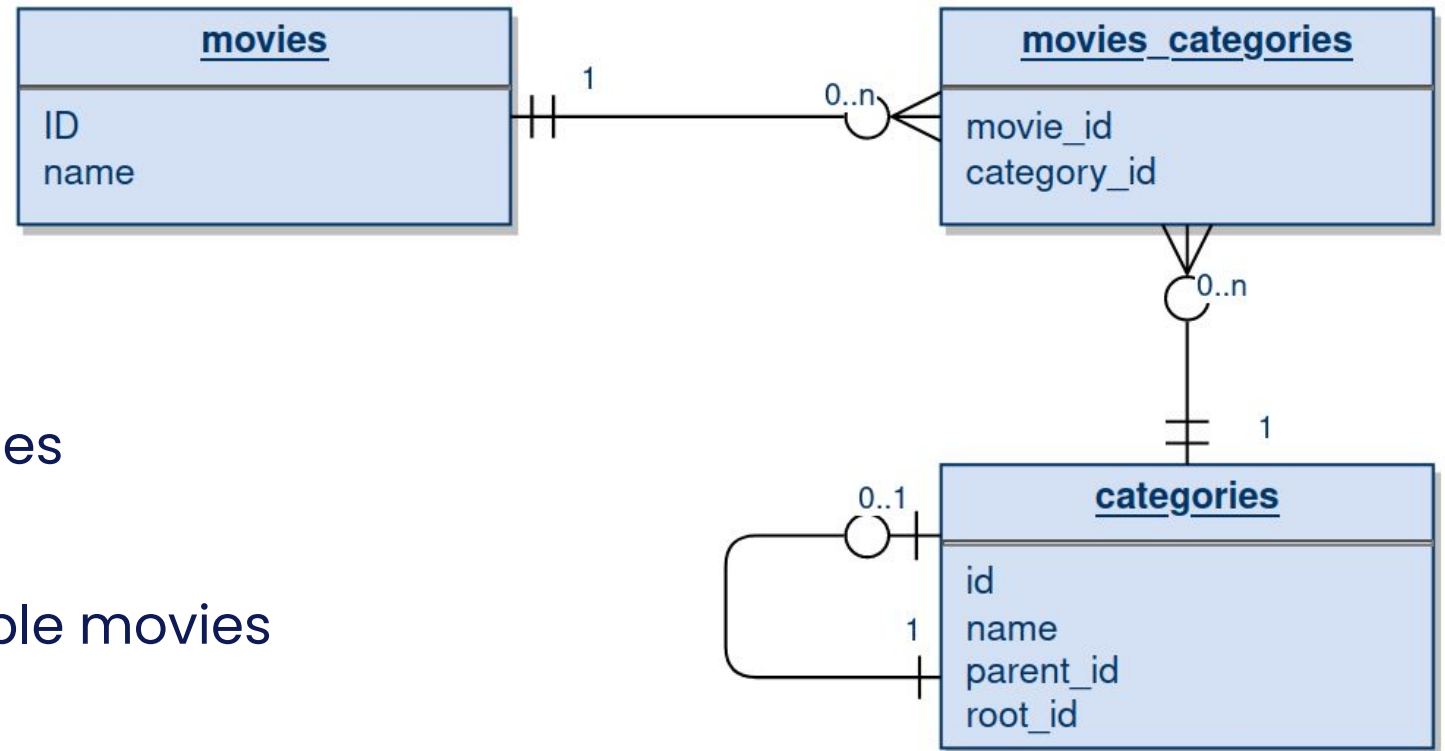 movies
ID
name
1
0..n
movies_categories
movie_id
category_id
0..n
1
categories
id
name
parent_id
root_id
0..1
1
es
ole movies